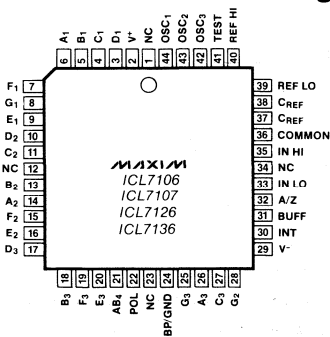 A1 B1 C1 D1 V+ NC OSC1 OSC2 OSC3 TEST REF HI
6 5 4 3 2 1 44 43 42 41 40
F1 7
G1 8
E1 9
D2 10
C2 11
NC 12
B2 13
A2 14
F2 15
E2 16
D3 17
MAXIM
ICL7106
ICL7107
ICL7126
ICL7136
39 REF LO
38 CREF
37 CREF
36 COMMON
35 IN HI
34 NC
33 IN LO
32 A/Z
31 BUFF
30 INT
29 V-
18 19 20 21 22 23 24 25 26 27 28
B3 F3 E3 AB4 POL NC BP/GND G3 A3 C3 G2